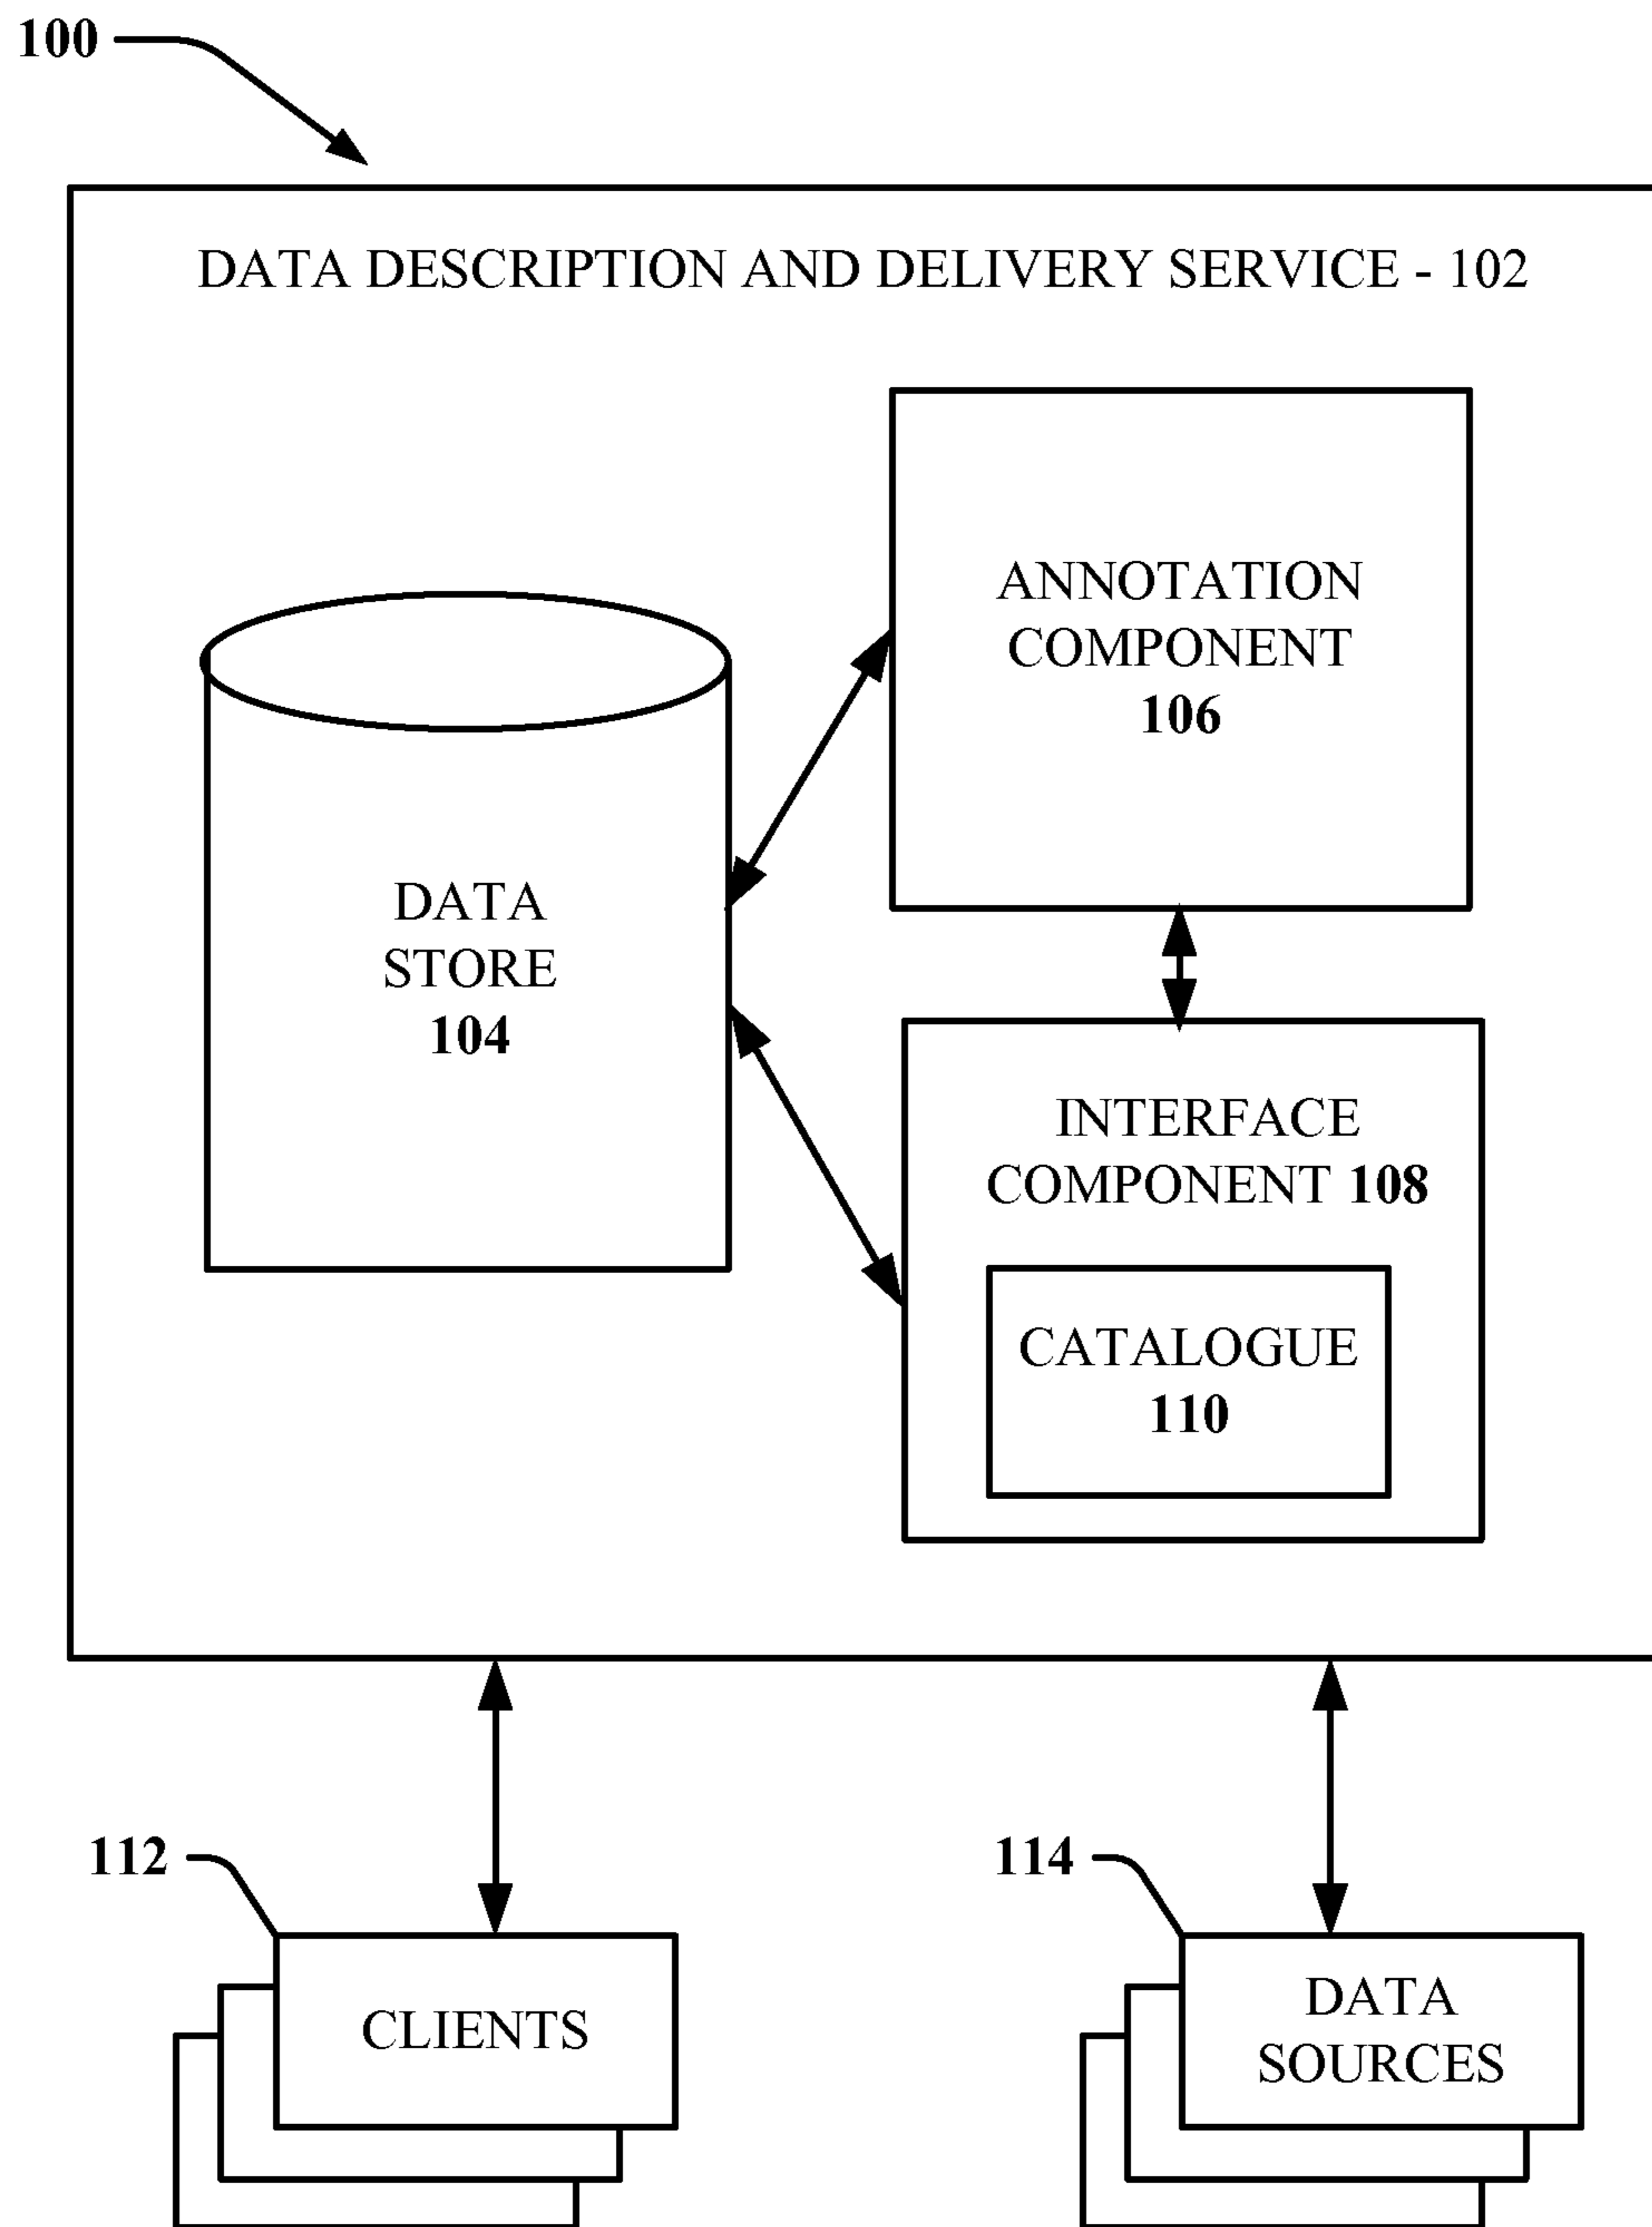 100
DATA DESCRIPTION AND DELIVERY SERVICE - 102
ANNOTATION
COMPONENT
106
DATA
STORE
104
INTERFACE
COMPONENT 108
CATALOGUE
110
112
CLIENTS
114
DATA
SOURCES